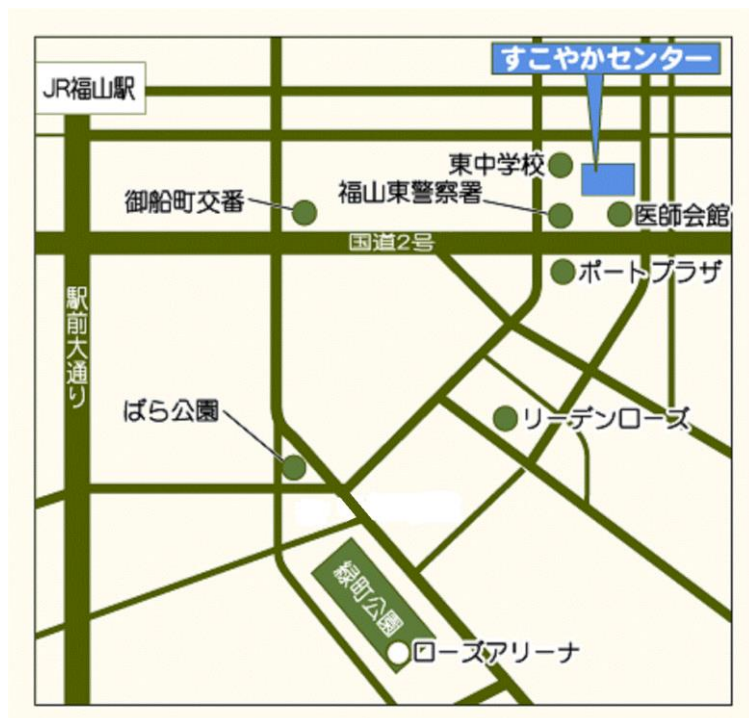 すこやかセンター
JR福山駅
東中学校
福山東警察署
御船町交番
医師会館
国道2号
ポートプラザ
駅前大通り
ばら公園
リーデンローズ
緑町公園
ローズアリーナ